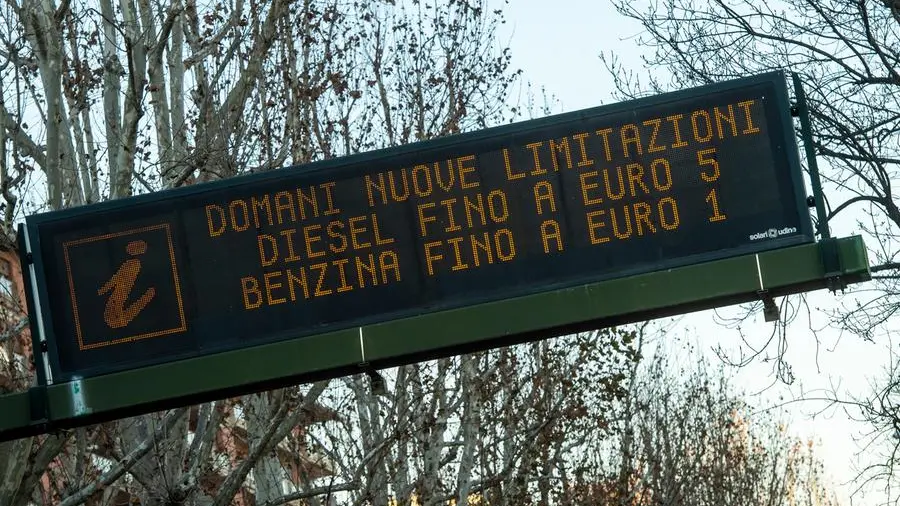 DOMANI NUOVE LIMITAZIONI
DIESEL FINO A EURO 5
BENZINA FINO A EURO 1
solari udine